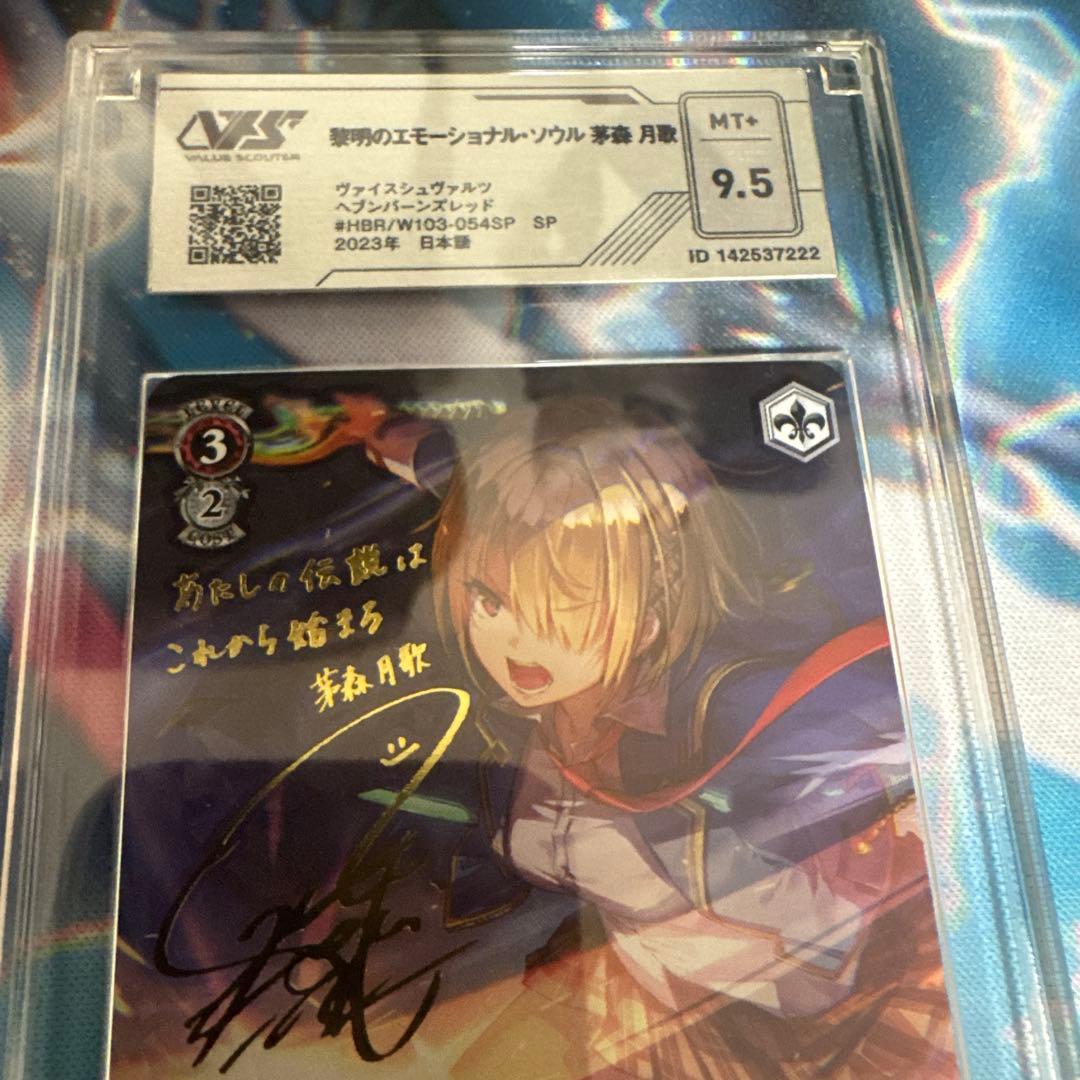 VS
VALUE SCOUTER
黎明のエモーショナル・ソウル 茅森 月歌
ヴァイスシュヴァルツ
ヘブンバーンズレッド
#HBR/W103-054SP SP
2023年 日本語
MT+
9.5
ID 142537222
LEVEL
3
2
COST
あたしの伝説は
これから始まる
茅森月歌